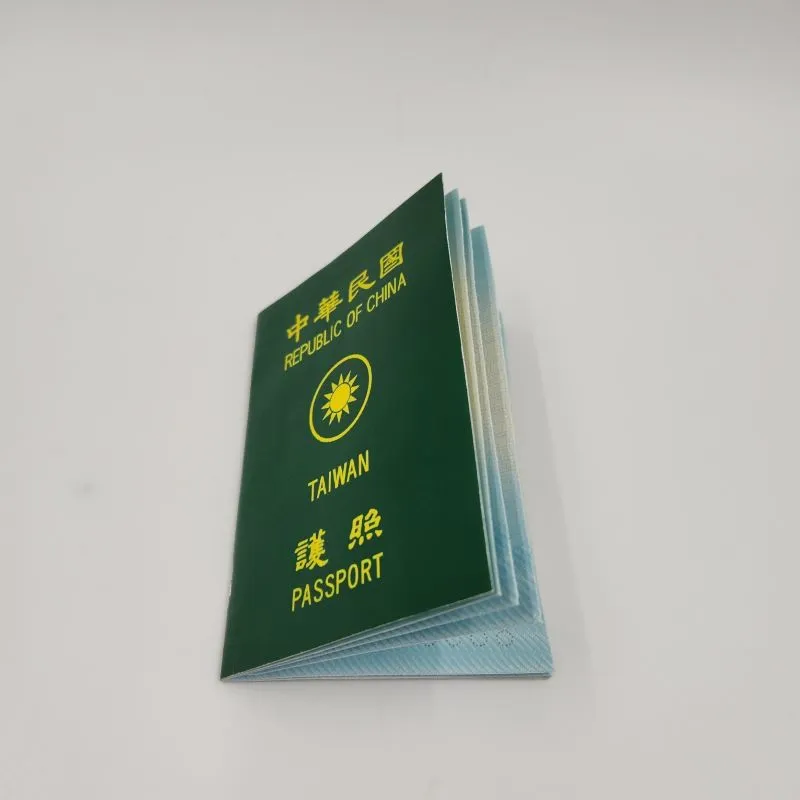 中華民國
REPUBLIC OF CHINA
TAIWAN
護照
PASSPORT